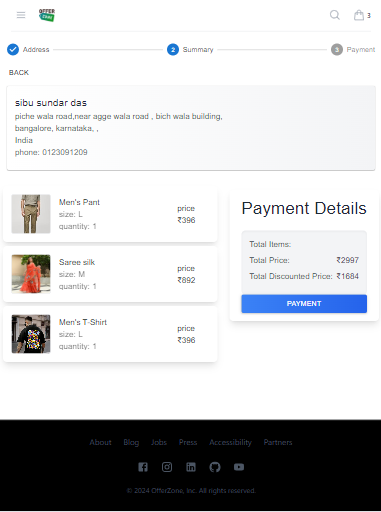 OFFER
ZONE
3
Address
2
Summary
3
Payment
BACK
sibu sundar das
piche wala road,near agge wala road , bich wala building,
bangalore, karnataka, ,
India
phone: 0123091209
Men's Pant
size: L
quantity: 1
price
₹396
Saree silk
size: M
quantity: 1
price
₹892
Men's T-Shirt
size: L
quantity: 1
price
₹396
Payment Details
Total Items:
Total Price: ₹2997
Total Discounted Price: ₹1684
PAYMENT
About Blog Jobs Press Accessibility Partners
© 2024 OfferZone, Inc. All rights reserved.